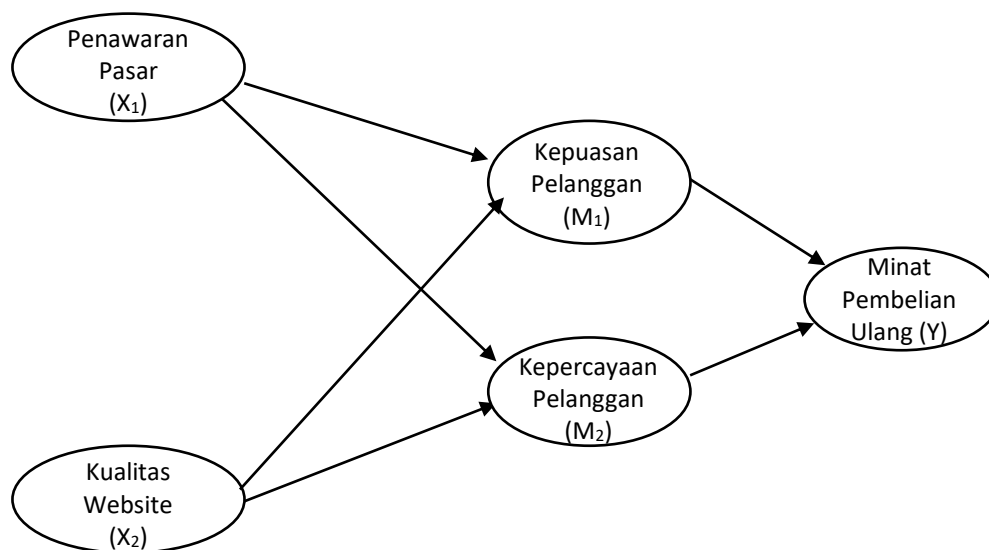 Penawaran
Pasar
(X₁)
Kepuasan
Pelanggan
(M₁)
Minat
Pembelian
Ulang (Y)
Kepercayaan
Pelanggan
(M₂)
Kualitas
Website
(X₂)